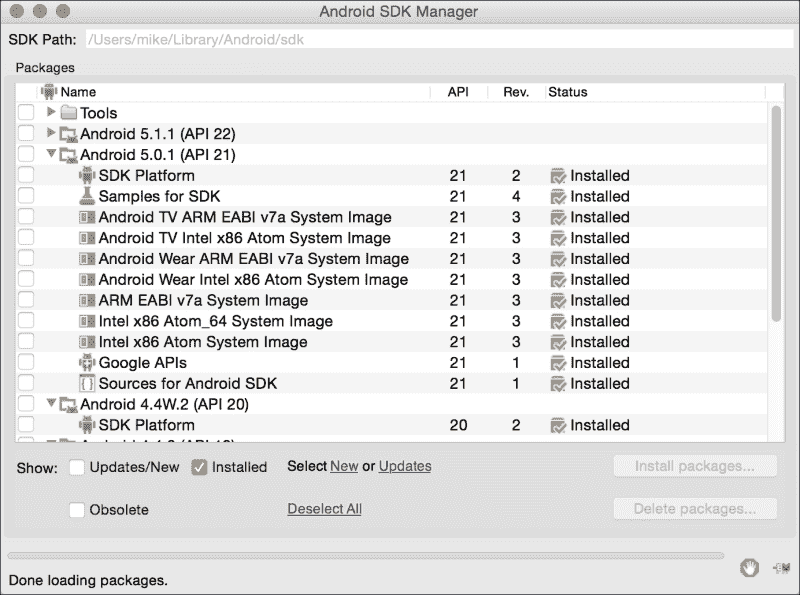 Android SDK Manager
SDK Path: /Users/mike/Library/Android/sdk
Packages
Name API Rev. Status
Tools
Android 5.1.1 (API 22)
Android 5.0.1 (API 21)
SDK Platform 21 2 Installed
Samples for SDK 21 4 Installed
Android TV ARM EABI v7a System Image 21 3 Installed
Android TV Intel x86 Atom System Image 21 3 Installed
Android Wear ARM EABI v7a System Image 21 3 Installed
Android Wear Intel x86 Atom System Image 21 3 Installed
ARM EABI v7a System Image 21 3 Installed
Intel x86 Atom_64 System Image 21 3 Installed
Intel x86 Atom System Image 21 3 Installed
Google APIs 21 1 Installed
Sources for Android SDK 21 1 Installed
Android 4.4W.2 (API 20)
SDK Platform 20 2 Installed
Show: Updates/New Installed Select New or Updates Install packages...
Obsolete Deselect All Delete packages...
Done loading packages.